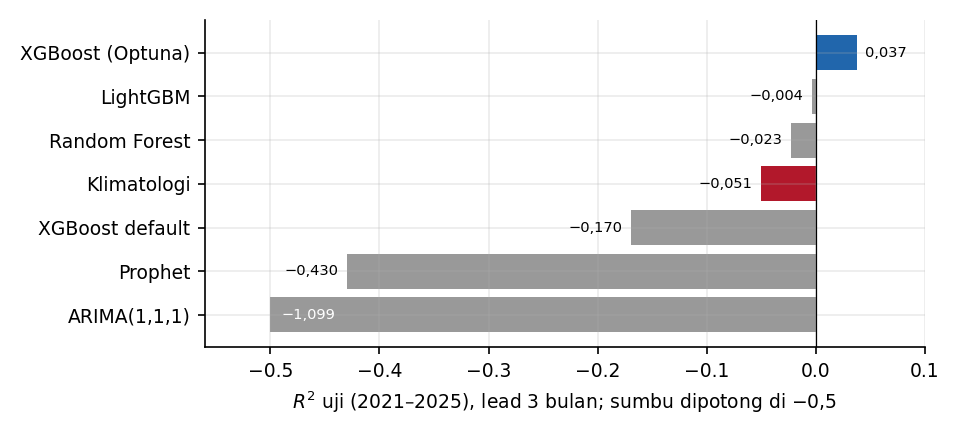 XGBoost (Optuna)
0,037
LightGBM
−0,004
Random Forest
−0,023
Klimatologi
−0,051
XGBoost default
−0,170
Prophet
−0,430
ARIMA(1,1,1)
−1,099
−0.5 −0.4 −0.3 −0.2 −0.1 0.0 0.1
R² uji (2021–2025), lead 3 bulan; sumbu dipotong di −0,5